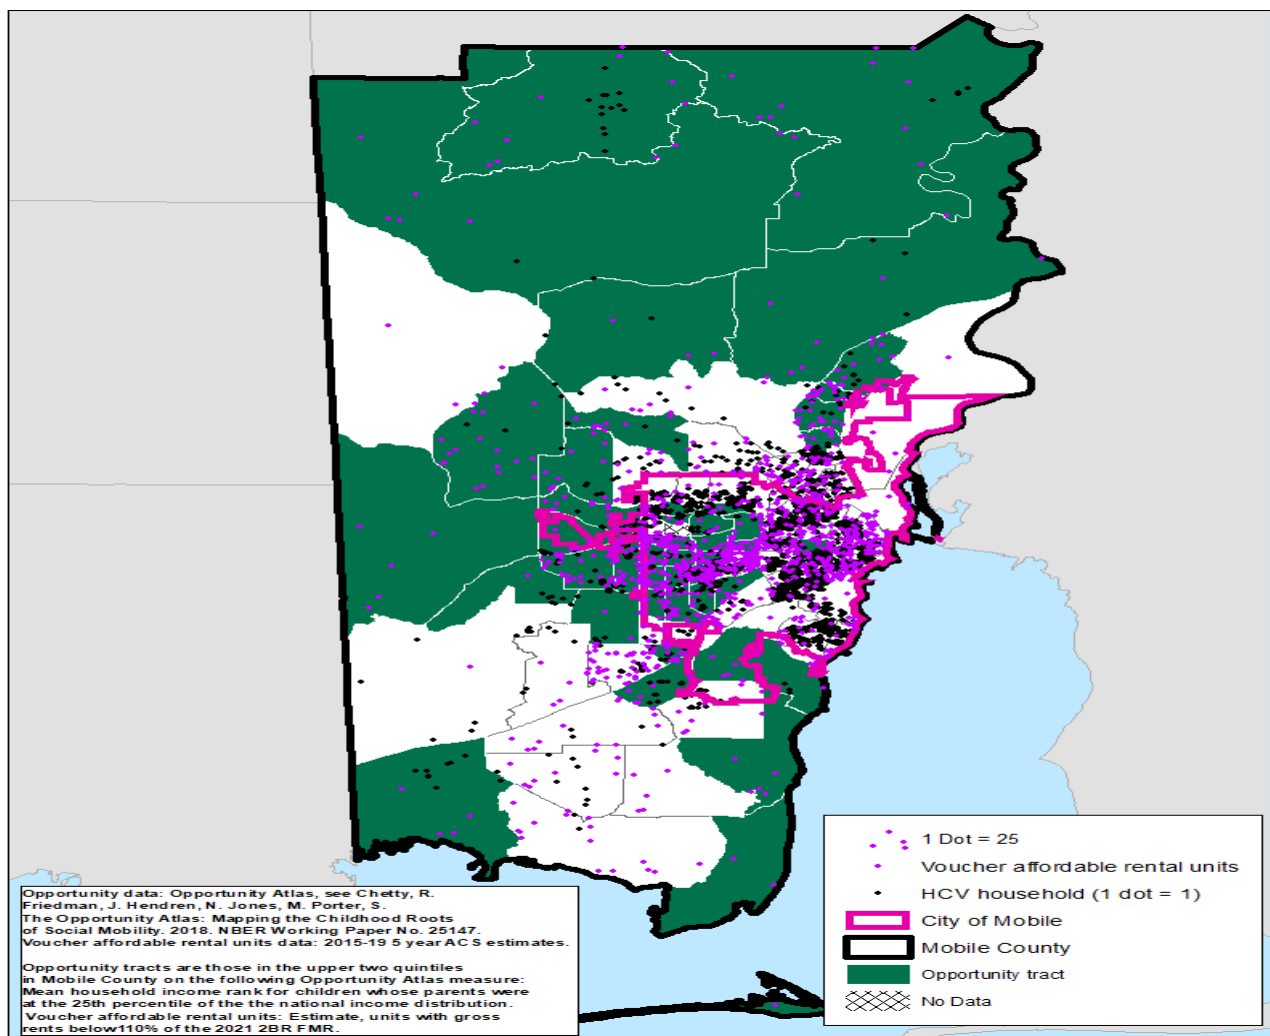 1 Dot = 25
Voucher affordable rental units
HCV household (1 dot = 1)
City of Mobile
Mobile County
Opportunity tract
No Data
Opportunity data: Opportunity Atlas, see Chetty, R.
Friedman, J. Hendren, N. Jones, M. Porter, S.
The Opportunity Atlas: Mapping the Childhood Roots
of Social Mobility. 2018. NBER Working Paper No. 25147.
Voucher affordable rental units data: 2015-19 5 year ACS estimates.
Opportunity tracts are those in the upper two quintiles
in Mobile County on the following Opportunity Atlas measure:
Mean household income rank for children whose parents were
at the 25th percentile of the the national income distribution.
Voucher affordable rental units: Estimate, units with gross
rents below110% of the 2021 2BR FMR.